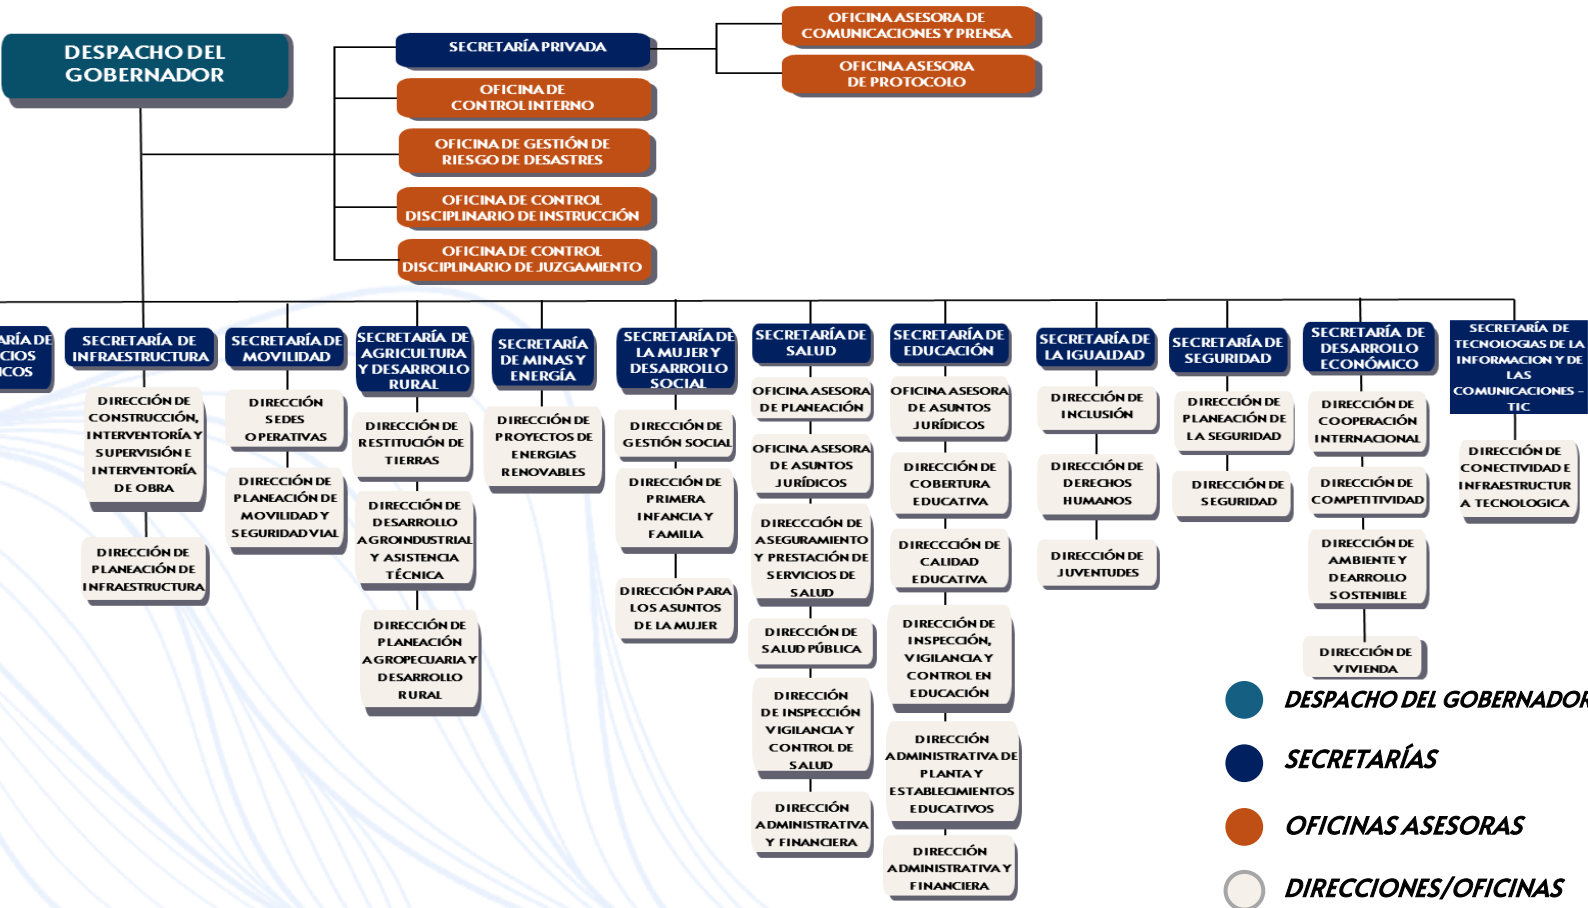 DESPACHO DEL
GOBERNADOR
SECRETARÍA PRIVADA
OFICINA ASESORA DE
COMUNICACIONES Y PRENSA
OFICINA ASESORA
DE PROTOCOLO
OFICINA DE
CONTROL INTERNO
OFICINA DE GESTIÓN DE
RIESGO DE DESASTRES
OFICINA DE CONTROL
DISCIPLINARIO DE INSTRUCCIÓN
OFICINA DE CONTROL
DISCIPLINARIO DE JUZGAMIENTO
ARÍA DE
CIOS
ICOS
SECRETARÍA DE
INFRAESTRUCTURA
DIRECCIÓN DE
CONSTRUCCIÓN,
INTERVENTORÍA Y
SUPERVISIÓN E
INTERVENTORÍA
DE OBRA
DIRECCIÓN DE
PLANEACIÓN DE
INFRAESTRUCTURA
SECRETARÍA DE
MOVILIDAD
DIRECCIÓN
SEDES
OPERATIVAS
DIRECCIÓN DE
PLANEACIÓN DE
MOVILIDAD Y
SEGURIDAD VIAL
SECRETARÍA DE
AGRICULTURA
Y DESARROLLO
RURAL
DIRECCIÓN DE
RESTITUCIÓN DE
TIERRAS
DIRECCIÓN DE
DESARROLLO
AGROINDUSTRIAL
Y ASISTENCIA
TÉCNICA
DIRECCIÓN DE
PLANEACIÓN
AGROPECUARIA Y
DESARROLLO
RURAL
SECRETARÍA
DE MINAS Y
ENERGÍA
DIRECCIÓN DE
PROYECTOS DE
ENERGIAS
RENOVABLES
SECRETARÍA DE
LA MUJER Y
DESARROLLO
SOCIAL
DIRECCIÓN DE
GESTIÓN SOCIAL
DIRECCIÓN DE
PRIMERA
INFANCIA Y
FAMILIA
DIRECCIÓN PARA
LOS ASUNTOS
DE LA MUJER
SECRETARÍA DE
SALUD
OFICINA ASESORA
DE PLANEACIÓN
OFICINA ASESORA
DE ASUNTOS
JURÍDICOS
DIRECCCIÓN DE
ASEGURAMIENTO
Y PRESTACIÓN DE
SERVICIOS DE
SALUD
DIRECCIÓN DE
SALUD PÚBLICA
DIRECCIÓN
DE INSPECCIÓN
VIGILANCIA Y
CONTROL DE
SALUD
DIRECCIÓN
ADMINISTRATIVA
Y FINANCIERA
SECRETARÍA DE
EDUCACIÓN
OFICINA ASESORA
DE ASUNTOS
JURÍDICOS
DIRECCIÓN DE
COBERTURA
EDUCATIVA
DIRECCCIÓN DE
CALIDAD
EDUCATIVA
DIRECCIÓN DE
INSPECCIÓN,
VIGILANCIA Y
CONTROL EN
EDUCACIÓN
DIRECCIÓN
ADMINISTRATIVA DE
PLANTA Y
ESTABLECIMIENTOS
EDUCATIVOS
DIRECCIÓN
ADMINISTRATIVA Y
FINANCIERA
SECRETARÍA DE
LA IGUALDAD
DIRECCIÓN DE
INCLUSIÓN
DIRECCIÓN DE
DERECHOS
HUMANOS
DIRECCIÓN DE
JUVENTUDES
SECRETARÍA DE
SEGURIDAD
DIRECCIÓN DE
PLANEACIÓN DE
LA SEGURIDAD
DIRECCIÓN DE
SEGURIDAD
SECRETARÍA DE
DESARROLLO
ECONÓMICO
DIRECCIÓN DE
COOPERACIÓN
INTERNACIONAL
DIRECCIÓN DE
COMPETITIVIDAD
DIRECCIÓN DE
AMBIENTE Y
DEARROLLO
SOSTENIBLE
DIRECCIÓN DE
VIVIENDA
SECRETARÍA DE
TECNOLOGIAS DE LA
INFORMACION Y DE
LAS
COMUNICACIONES -
TIC
DIRECCIÓN DE
CONECTIVIDAD E
INFRAESTRUCTUR
A TECNOLOGICA
DESPACHO DEL GOBERNADOR
SECRETARÍAS
OFICINAS ASESORAS
DIRECCIONES/OFICINAS